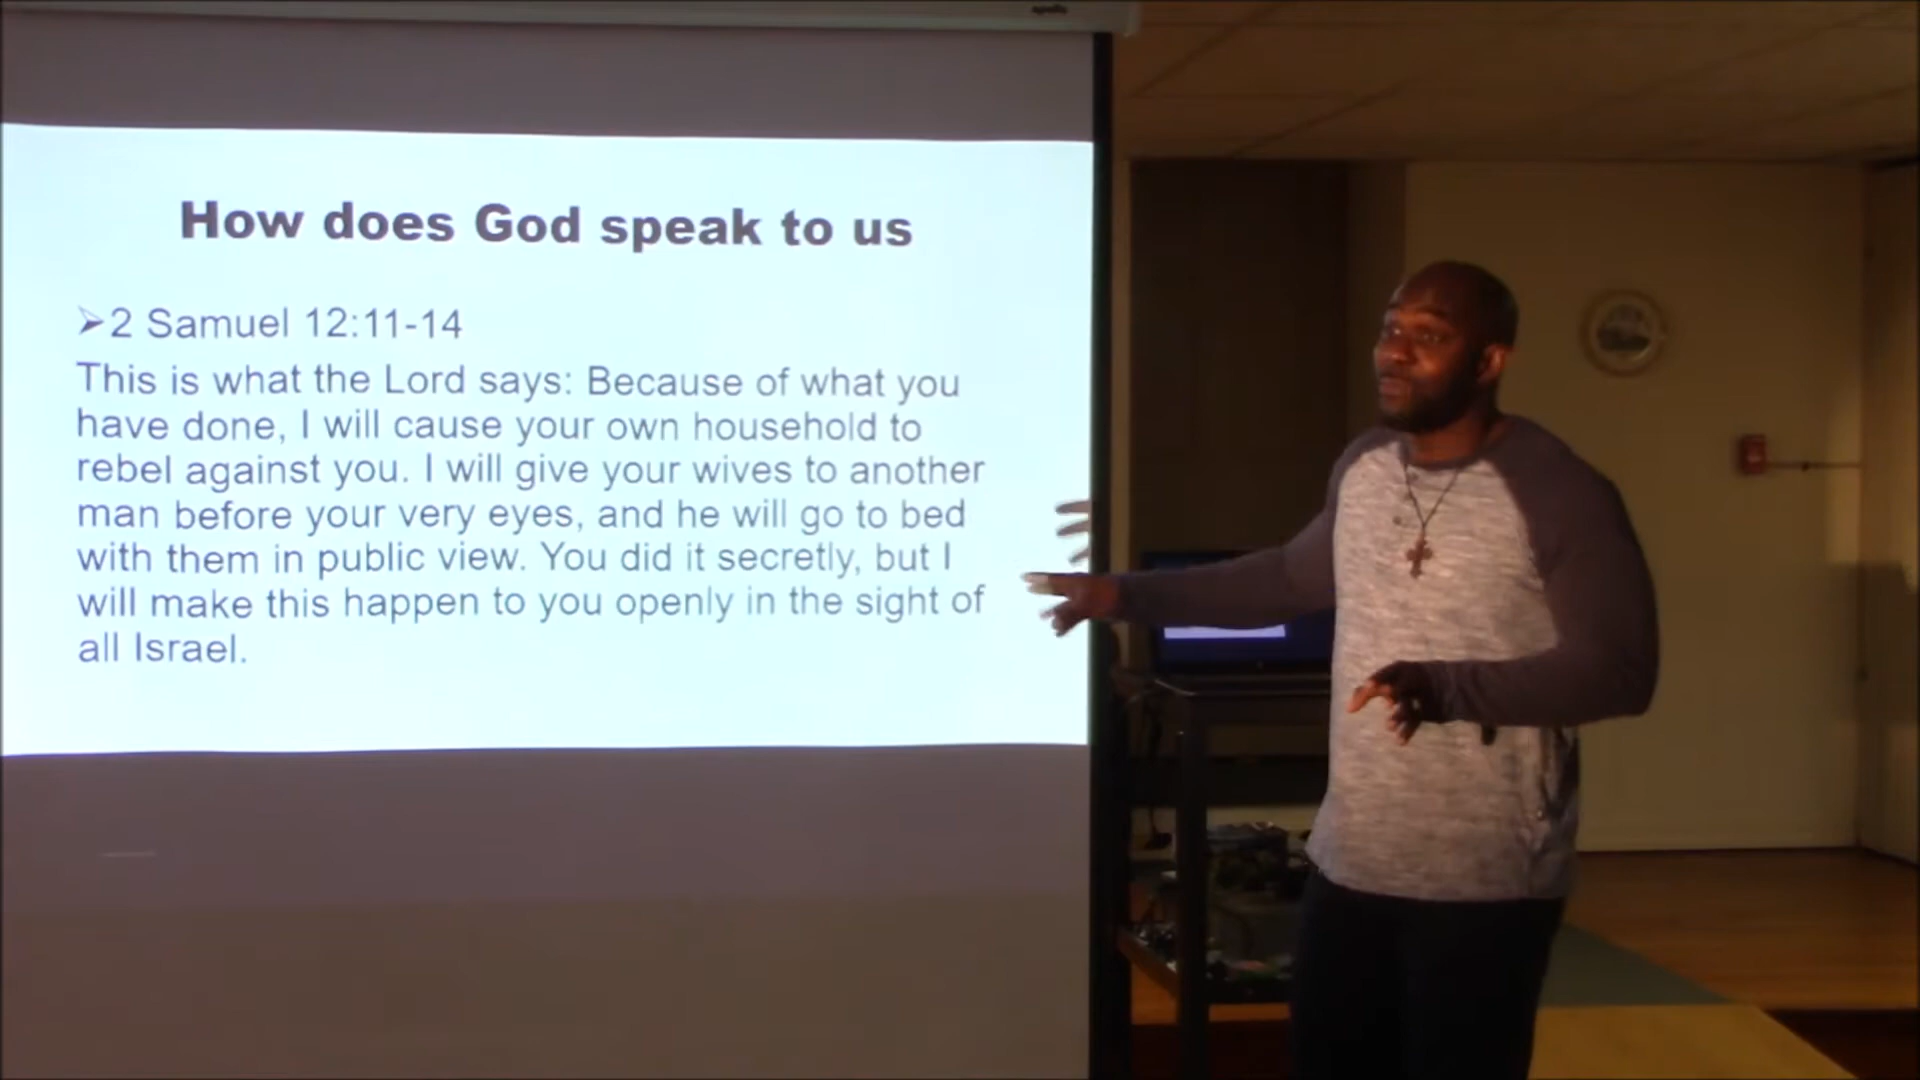 apollo
How does God speak to us
➢2 Samuel 12:11-14
This is what the Lord says: Because of what you
have done, I will cause your own household to
rebel against you. I will give your wives to another
man before your very eyes, and he will go to bed
with them in public view. You did it secretly, but I
will make this happen to you openly in the sight of
all Israel.